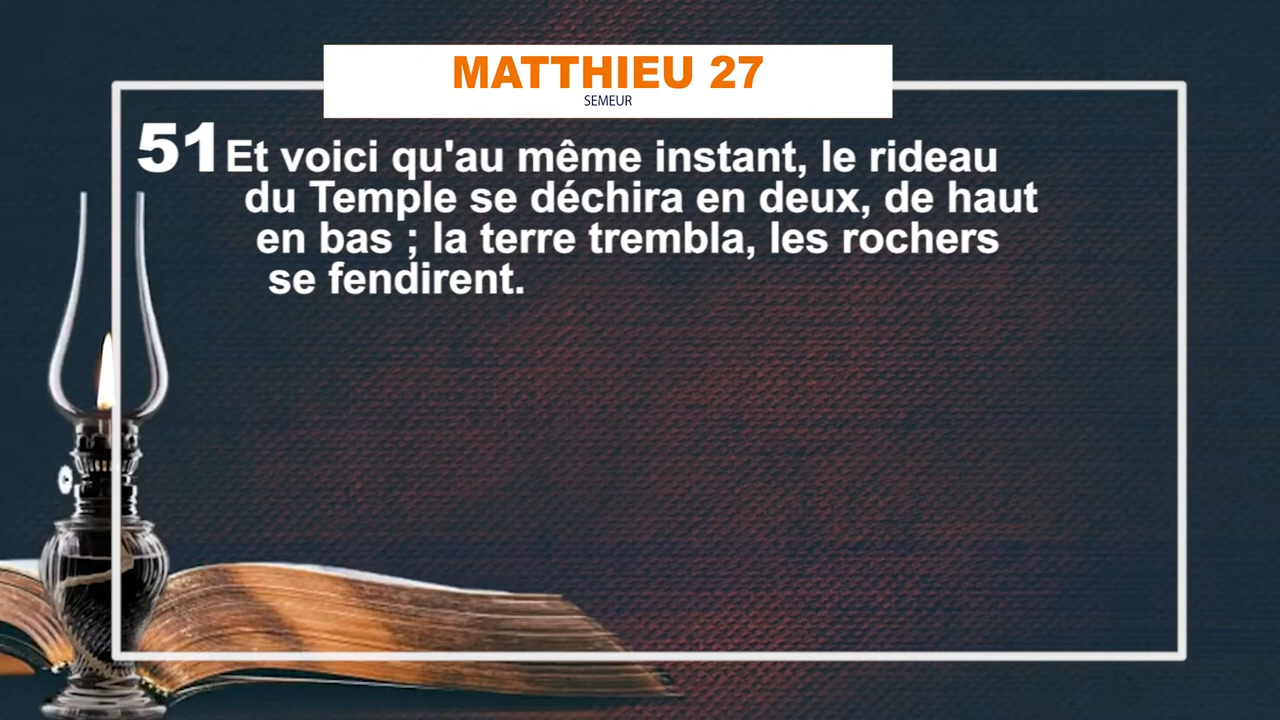 MATTHIEU 27
SEMEUR
51 Et voici qu'au même instant, le rideau
du Temple se déchira en deux, de haut
en bas ; la terre trembla, les rochers
se fendirent.